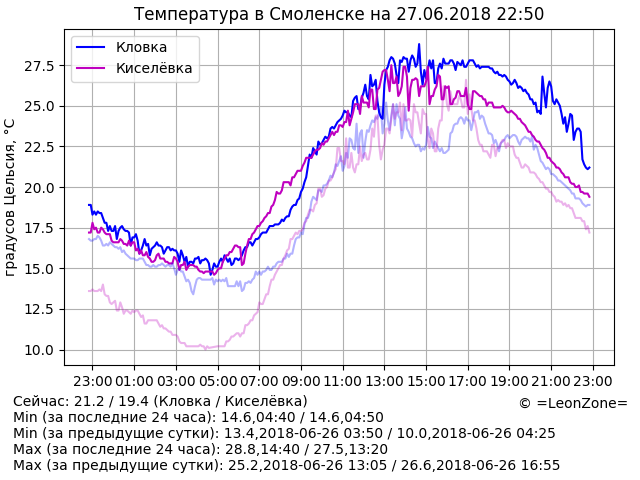 Температура в Смоленске на 27.06.2018 22:50
Кловка
Киселёвка
градусов Цельсия, °C
27.5
25.0
22.5
20.0
17.5
15.0
12.5
10.0
23:00 01:00 03:00 05:00 07:00 09:00 11:00 13:00 15:00 17:00 19:00 21:00 23:00
Сейчас: 21.2 / 19.4 (Кловка / Киселёвка)
© =LeonZone=
Min (за последние 24 часа): 14.6,04:40 / 14.6,04:50
Min (за предыдущие сутки): 13.4,2018-06-26 03:50 / 10.0,2018-06-26 04:25
Max (за последние 24 часа): 28.8,14:40 / 27.5,13:20
Max (за предыдущие сутки): 25.2,2018-06-26 13:05 / 26.6,2018-06-26 16:55